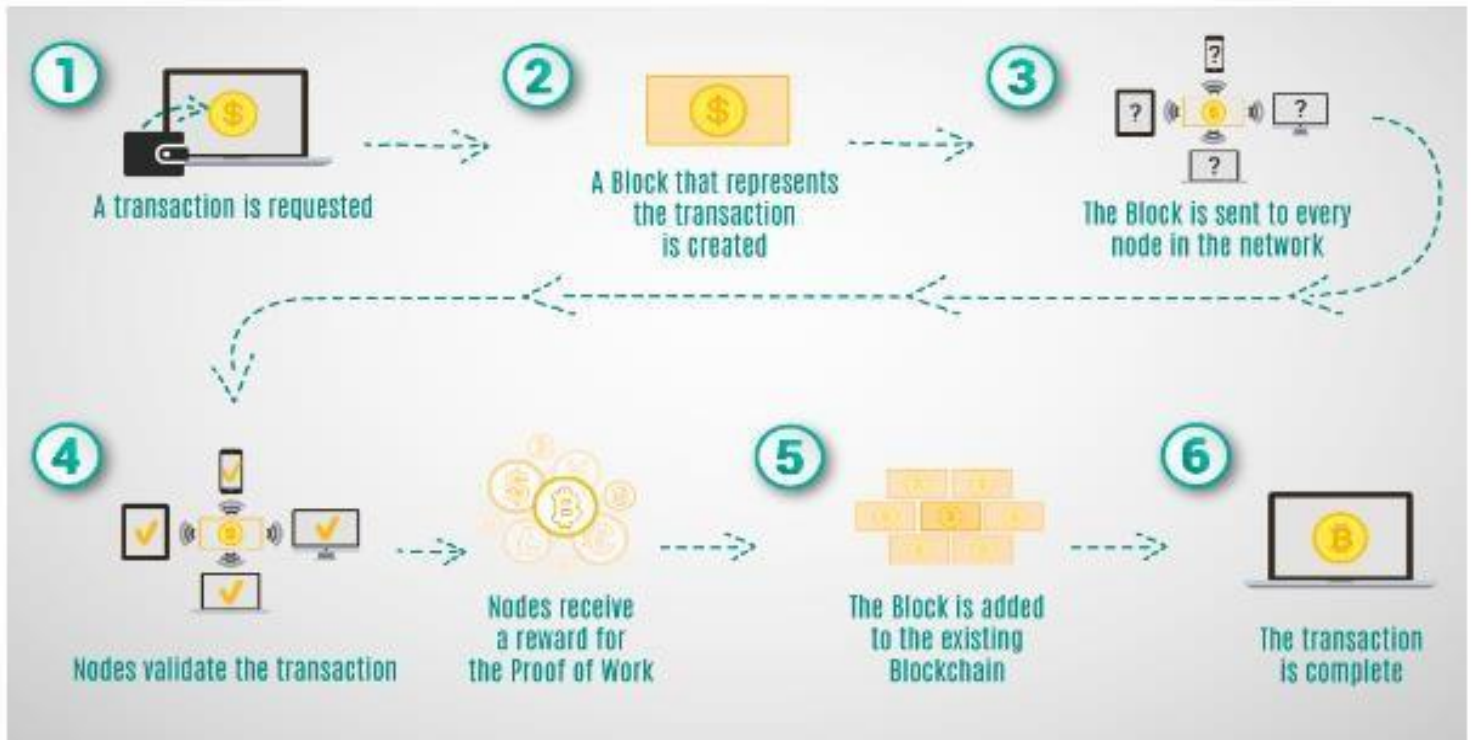 1
A transaction is requested
2
A Block that represents
the transaction
is created
3
? ? ? ?
The Block is sent to every
node in the network
4
Nodes validate the transaction
Nodes receive
a reward for
the Proof of Work
5
The Block is added
to the existing
Blockchain
6
The transaction
is complete